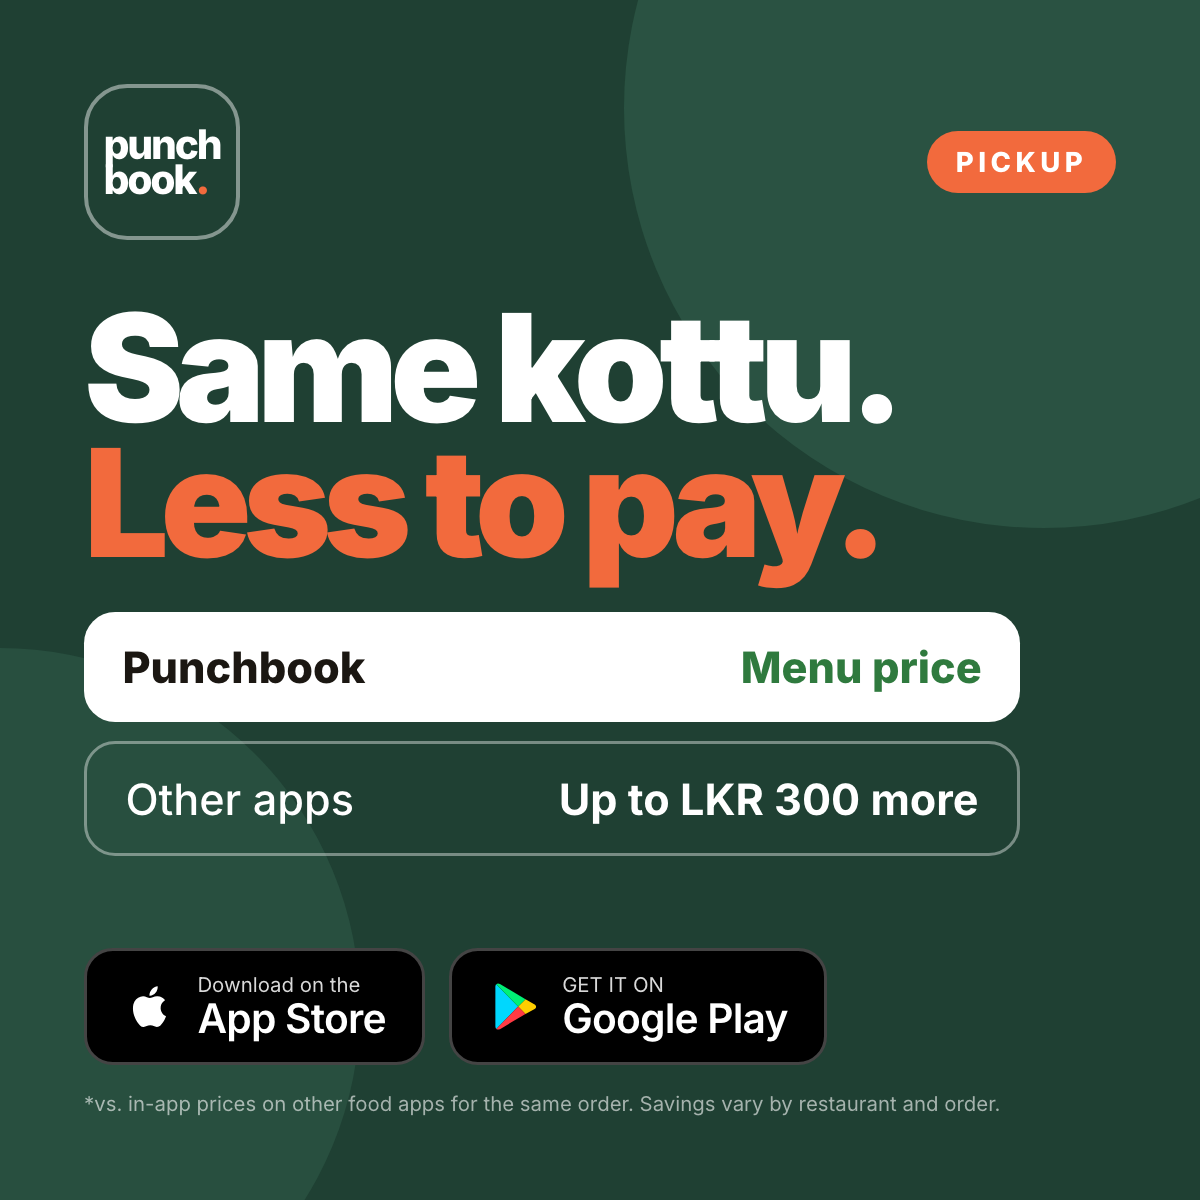 punch
book.
PICKUP
Same kottu.
Less to pay.
Punchbook Menu price
Other apps Up to LKR 300 more
Download on the
App Store
GET IT ON
Google Play
*vs. in-app prices on other food apps for the same order. Savings vary by restaurant and order.